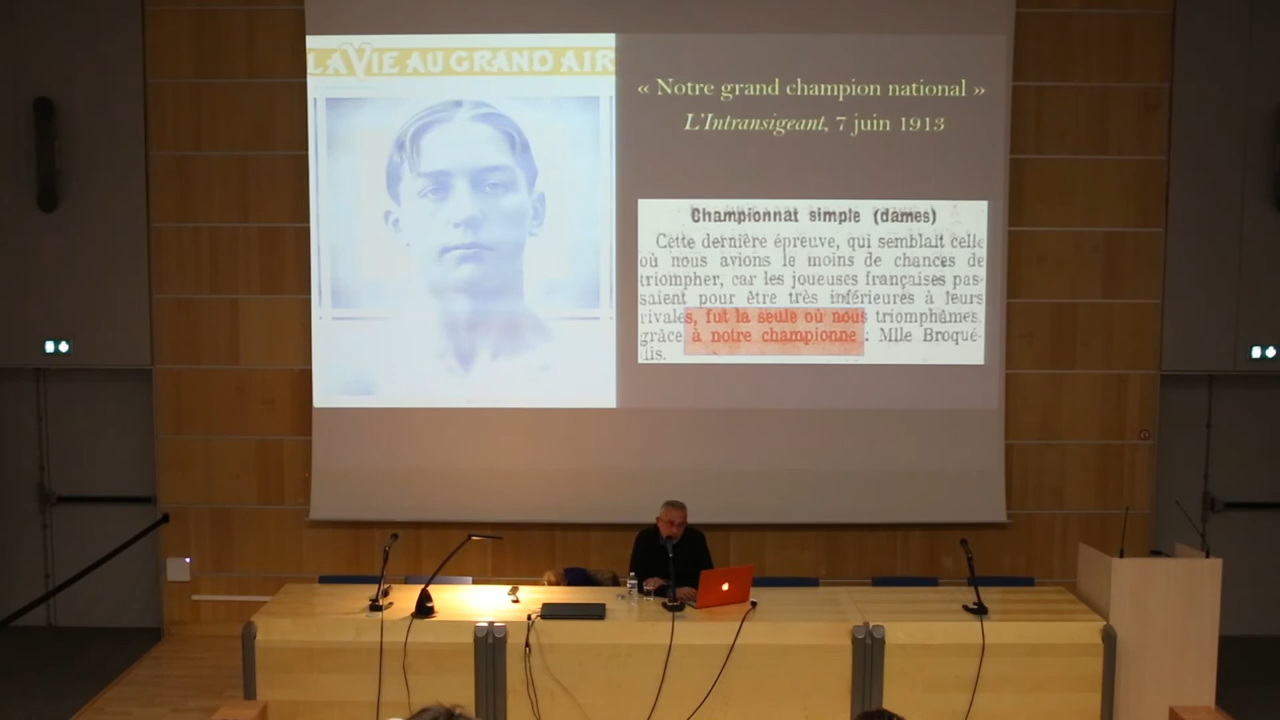 LA VIE AU GRAND AIR
« Notre grand champion national »
L'Intransigeant, 7 juin 1913
Championnat simple (dames)
Cette dernière épreuve, qui semblait celle
où nous avions le moins de chances de
triompher, car les joueuses françaises pas-
saient pour être très inférieures à leurs
rivales, fut la seule où nous triomphâmes
grâce à notre championne : Mlle Broqué-
dis.